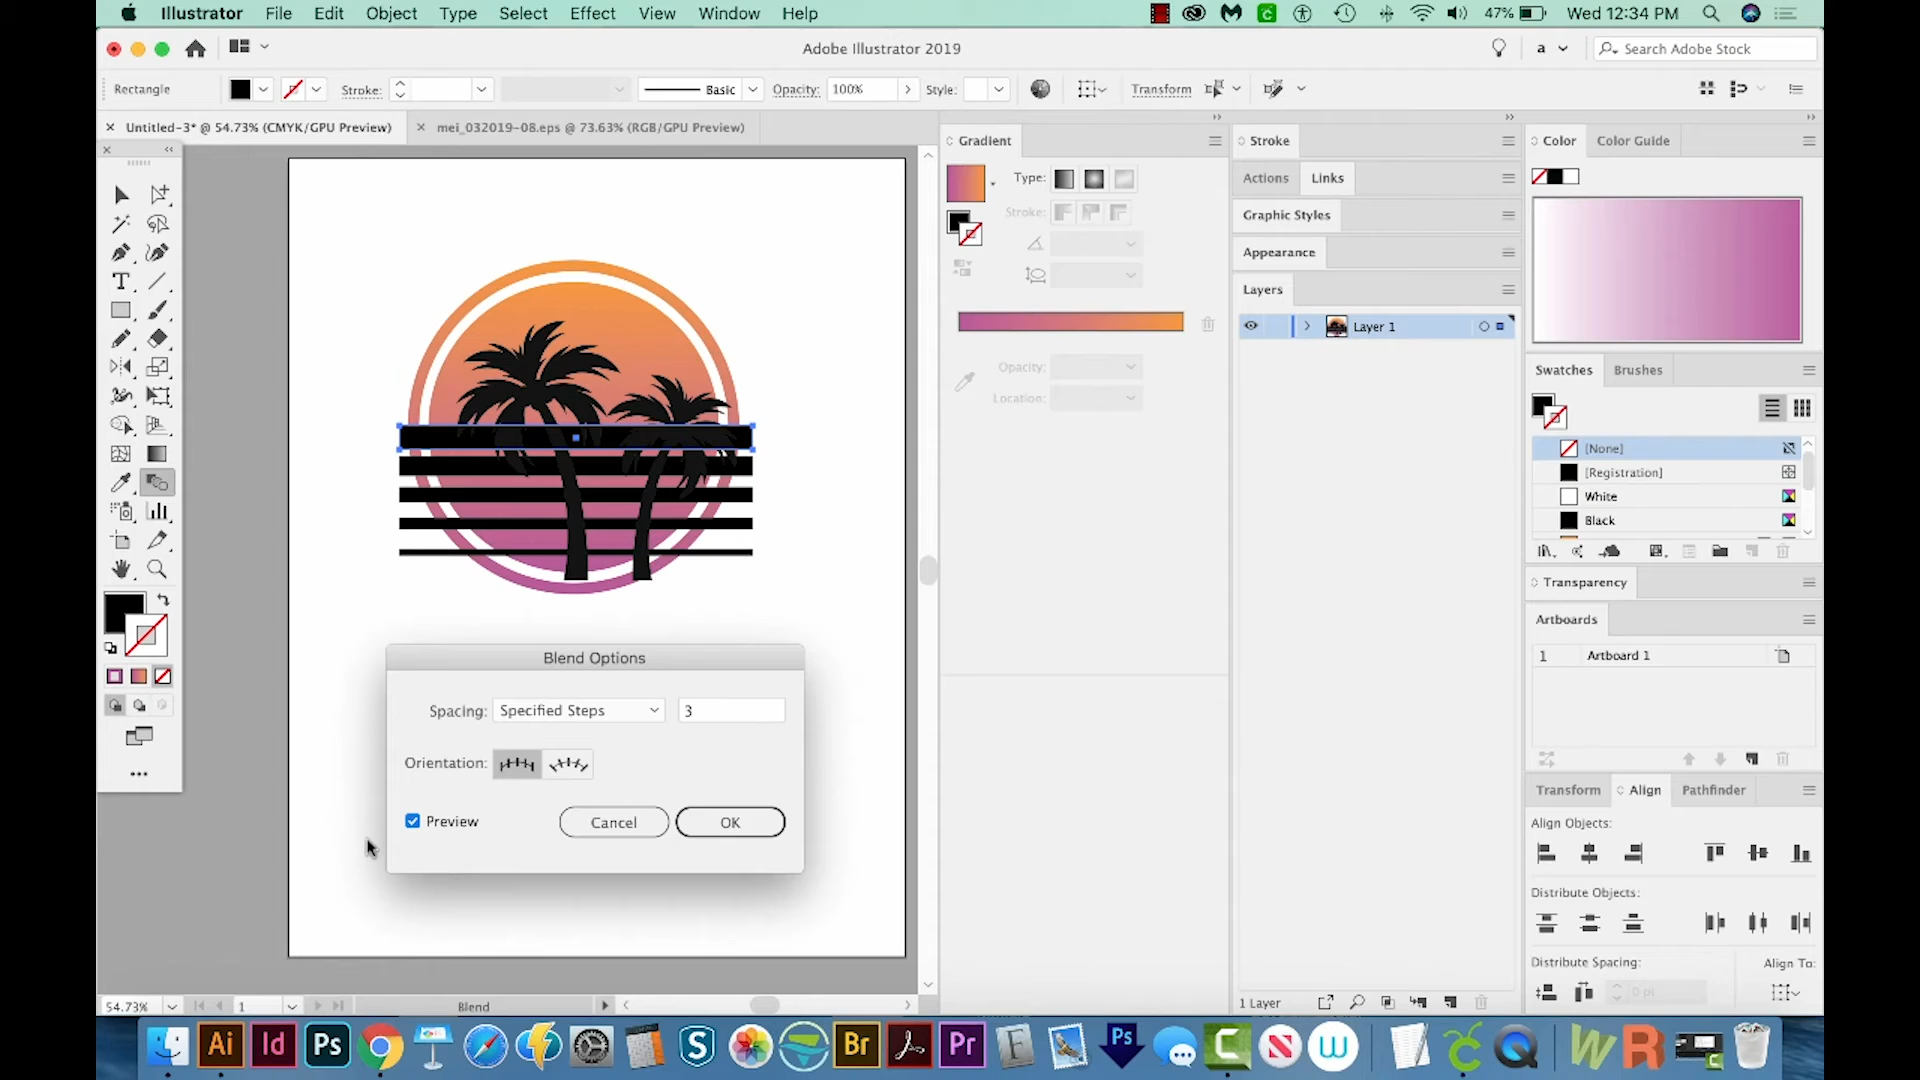 Illustrator File Edit Object Type Select Effect View Window Help 47% Wed 12:34 PM
Adobe Illustrator 2019 a Search Adobe Stock
Rectangle Stroke: Basic Opacity: 100% Style: Transform
Untitled-3* @ 54.73% (CMYK/GPU Preview) mei_032019-08.eps @ 73.63% (RGB/GPU Preview)
Gradient
Type:
Stroke:
Opacity:
Location:
Stroke
Actions Links
Graphic Styles
Appearance
Layers
Layer 1
Color Color Guide
Swatches Brushes
[None]
[Registration]
White
Black
Transparency
Artboards
1 Artboard 1
Transform Align Pathfinder
Align Objects:
Distribute Objects:
Distribute Spacing: Align To:
0 pt
Blend Options
Spacing: Specified Steps 3
Orientation:
Preview Cancel OK
54.73% 1 Blend
1 Layer
Ai Id Ps S Br Pr F Ps C N W W R C